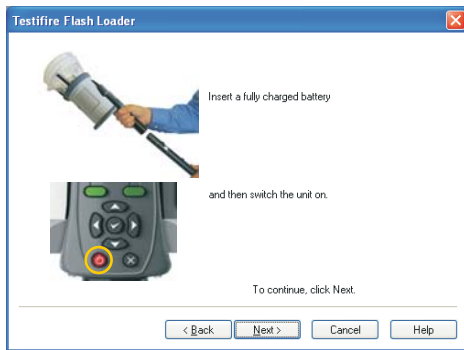 Testifire Flash Loader
Insert a fully charged battery
and then switch the unit on.
To continue, click Next.
< Back
Next >
Cancel
Help